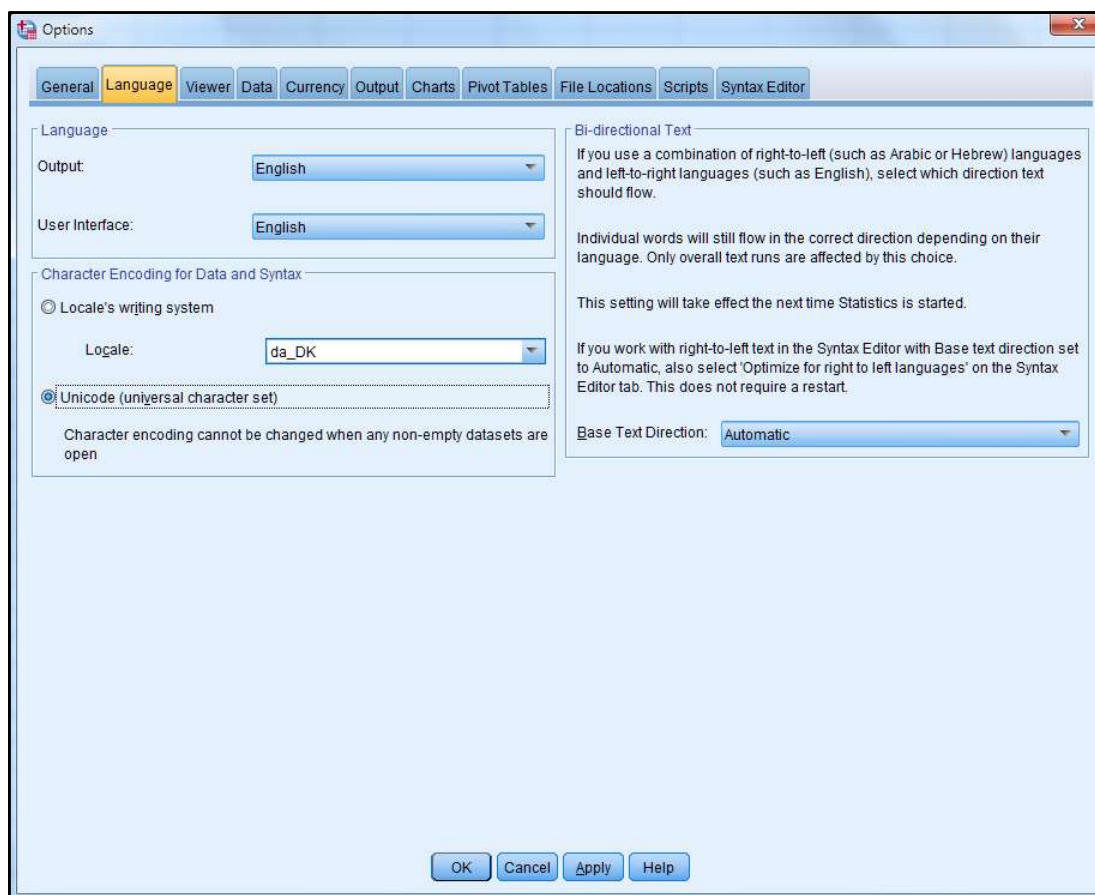 Options
General Language Viewer Data Currency Output Charts Pivot Tables File Locations Scripts Syntax Editor
Language
Output: English
User Interface: English
Character Encoding for Data and Syntax
Locale's writing system
Locale: da_DK
Unicode (universal character set)
Character encoding cannot be changed when any non-empty datasets are
open
Bi-directional Text
If you use a combination of right-to-left (such as Arabic or Hebrew) languages
and left-to-right languages (such as English), select which direction text
should flow.
Individual words will still flow in the correct direction depending on their
language. Only overall text runs are affected by this choice.
This setting will take effect the next time Statistics is started.
If you work with right-to-left text in the Syntax Editor with Base text direction set
to Automatic, also select 'Optimize for right to left languages' on the Syntax
Editor tab. This does not require a restart.
Base Text Direction: Automatic
OK Cancel Apply Help